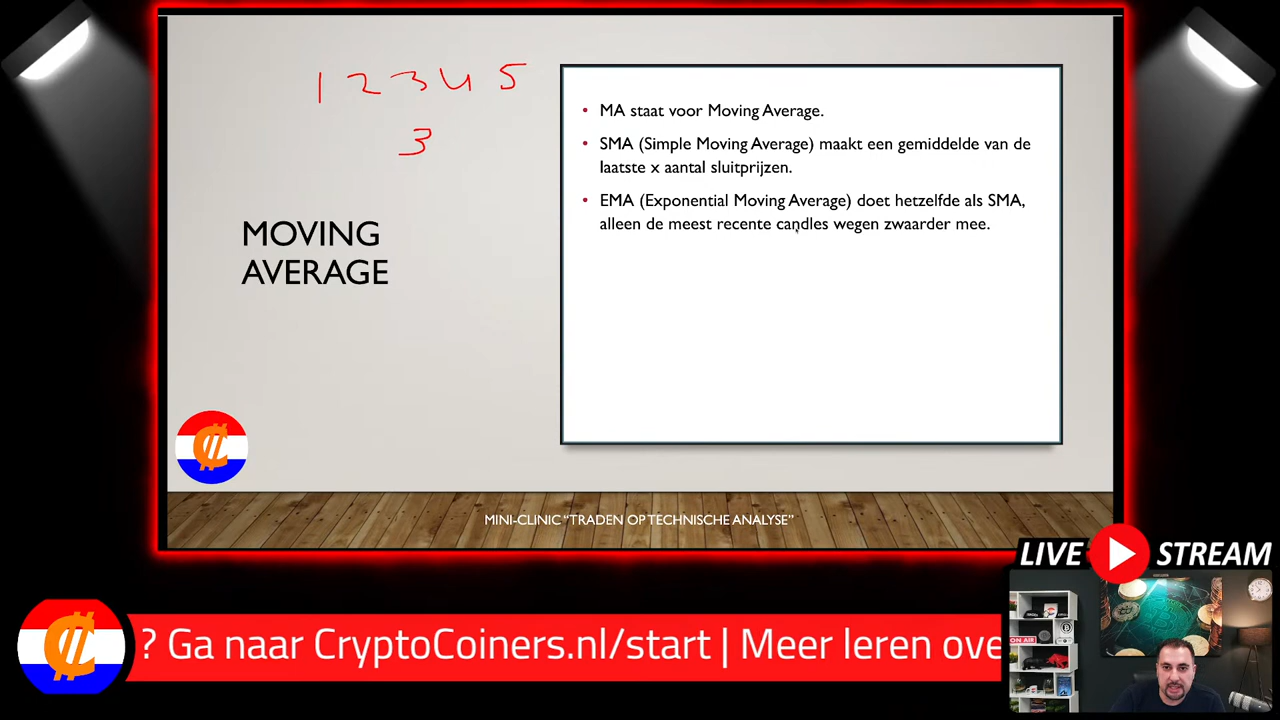 1 2 3 4 5
3
MOVING
AVERAGE
• MA staat voor Moving Average.
• SMA (Simple Moving Average) maakt een gemiddelde van de
laatste x aantal sluitprijzen.
• EMA (Exponential Moving Average) doet hetzelfde als SMA,
alleen de meest recente candles wegen zwaarder mee.
MINI-CLINIC “TRADEN OP TECHNISCHE ANALYSE”
LIVE STREAM
? Ga naar CryptoCoiners.nl/start | Meer leren ove
ON AIR